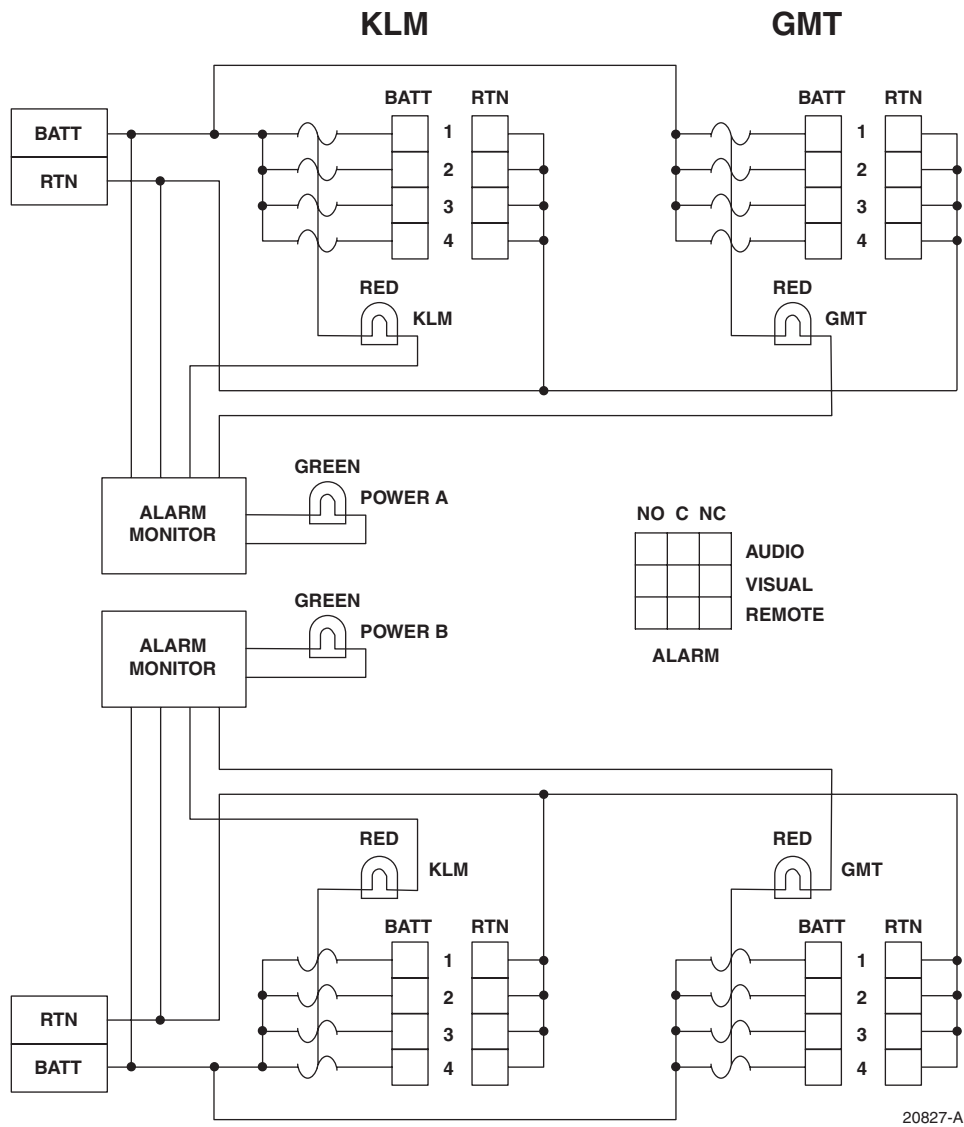 KLM GMT
BATT RTN BATT RTN
BATT 1 1
RTN 2 2
3 3
4 4
RED RED
KLM GMT
GREEN
POWER A
ALARM
MONITOR
NO C NC
AUDIO
VISUAL
REMOTE
ALARM
GREEN
POWER B
ALARM
MONITOR
RED RED
KLM GMT
BATT RTN BATT RTN
1 1
2 2
RTN 3 3
BATT 4 4
20827-A